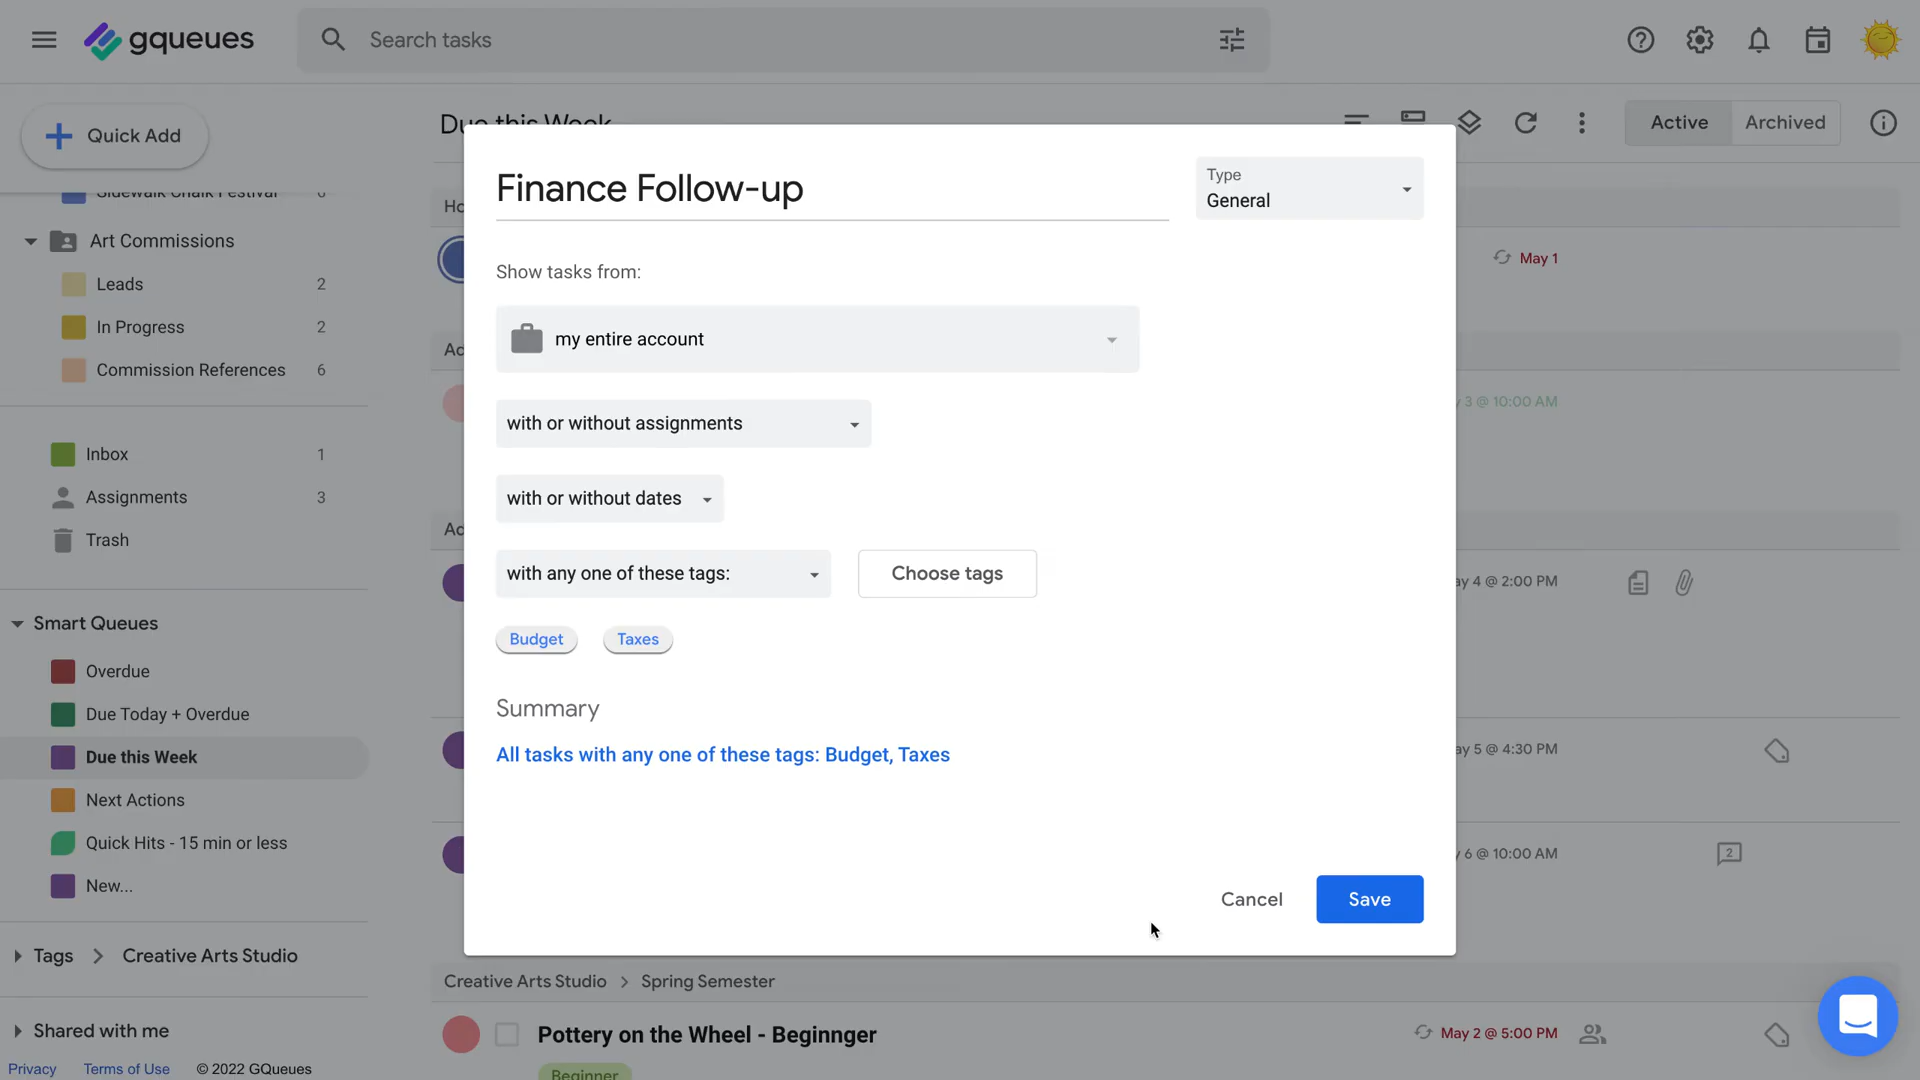 gqueues
Search tasks
Quick Add
Due this Week
Active
Archived
Sidewalk Chalk Festival
Art Commissions
Leads 2
In Progress 2
Commission References 6
Inbox 1
Assignments 3
Trash
Smart Queues
Overdue
Due Today + Overdue
Due this Week
Next Actions
Quick Hits - 15 min or less
New...
Tags > Creative Arts Studio
Shared with me
Privacy Terms of Use © 2022 GQueues
Finance Follow-up
Type
General
Show tasks from:
my entire account
with or without assignments
with or without dates
with any one of these tags:
Choose tags
Budget Taxes
Summary
All tasks with any one of these tags: Budget, Taxes
Cancel
Save
May 1
3 @ 10:00 AM
4 @ 2:00 PM
5 @ 4:30 PM
6 @ 10:00 AM
2
Creative Arts Studio > Spring Semester
Pottery on the Wheel - Beginnger
May 2 @ 5:00 PM
Beginner